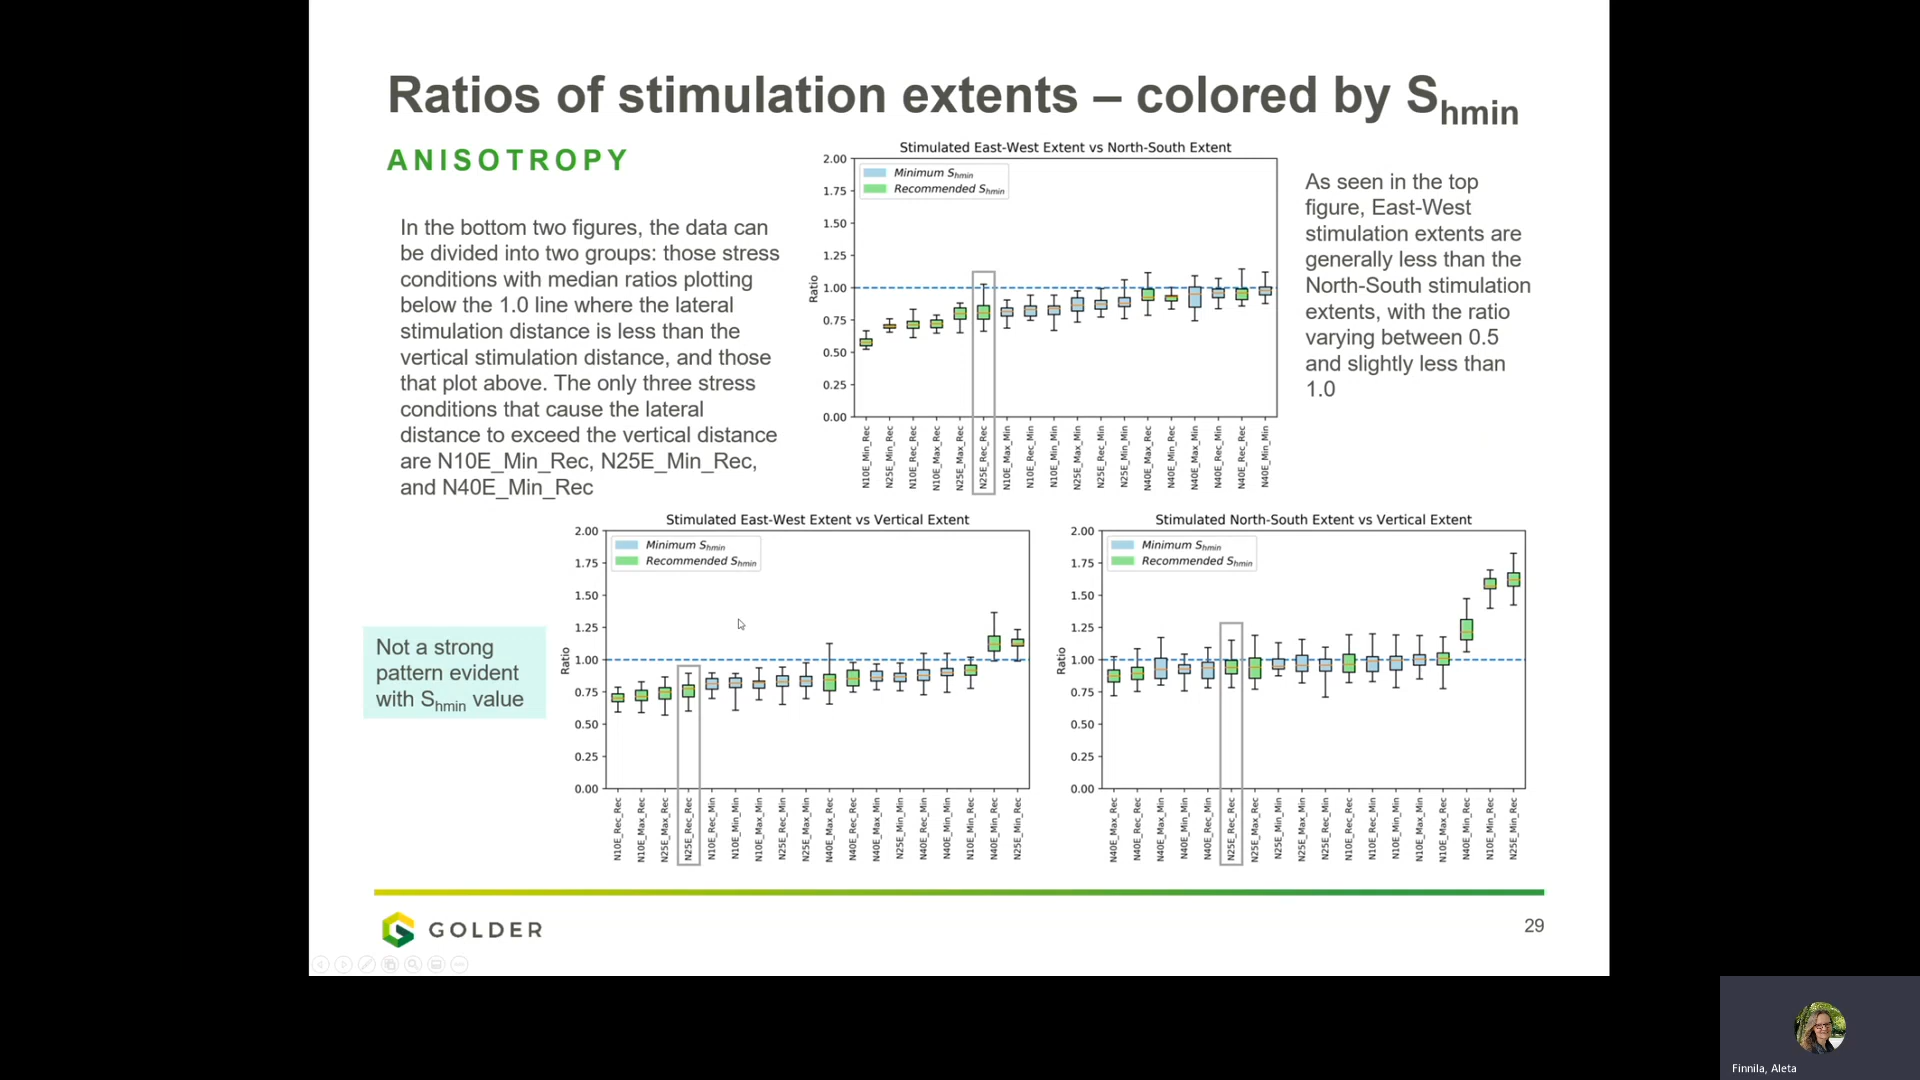 Ratios of stimulation extents – colored by Shmin
ANISOTROPY
In the bottom two figures, the data can
be divided into two groups: those stress
conditions with median ratios plotting
below the 1.0 line where the lateral
stimulation distance is less than the
vertical stimulation distance, and those
that plot above. The only three stress
conditions that cause the lateral
distance to exceed the vertical distance
are N10E_Min_Rec, N25E_Min_Rec,
and N40E_Min_Rec
Stimulated East-West Extent vs North-South Extent
Minimum Shmin
Recommended Shmin
Ratio
2.00
1.75
1.50
1.25
1.00
0.75
0.50
0.25
0.00
N10E_Min_Rec
N25E_Min_Rec
N10E_Rec_Rec
N10E_Max_Rec
N25E_Max_Rec
N25E_Rec_Rec
N10E_Max_Min
N10E_Rec_Min
N10E_Min_Min
N25E_Max_Min
N25E_Rec_Min
N25E_Min_Min
N40E_Max_Rec
N40E_Min_Rec
N40E_Max_Min
N40E_Rec_Min
N40E_Rec_Rec
N40E_Min_Min
As seen in the top
figure, East-West
stimulation extents are
generally less than the
North-South stimulation
extents, with the ratio
varying between 0.5
and slightly less than
1.0
Not a strong
pattern evident
with Shmin value
Stimulated East-West Extent vs Vertical Extent
Minimum Shmin
Recommended Shmin
Ratio
2.00
1.75
1.50
1.25
1.00
0.75
0.50
0.25
0.00
N10E_Rec_Rec
N10E_Max_Rec
N25E_Max_Rec
N25E_Rec_Rec
N10E_Rec_Min
N10E_Min_Min
N10E_Max_Min
N25E_Rec_Min
N25E_Max_Min
N40E_Max_Rec
N40E_Rec_Rec
N40E_Max_Min
N25E_Min_Min
N40E_Rec_Min
N40E_Min_Min
N10E_Min_Rec
N40E_Min_Rec
N25E_Min_Rec
Stimulated North-South Extent vs Vertical Extent
Minimum Shmin
Recommended Shmin
Ratio
2.00
1.75
1.50
1.25
1.00
0.75
0.50
0.25
0.00
N40E_Max_Rec
N40E_Rec_Rec
N40E_Max_Min
N40E_Min_Min
N40E_Rec_Min
N25E_Rec_Rec
N25E_Max_Rec
N25E_Min_Min
N25E_Max_Min
N25E_Rec_Min
N10E_Rec_Rec
N10E_Rec_Min
N10E_Min_Min
N10E_Max_Min
N10E_Max_Rec
N40E_Min_Rec
N10E_Min_Rec
N25E_Min_Rec
GOLDER
29
Finnila, Aleta